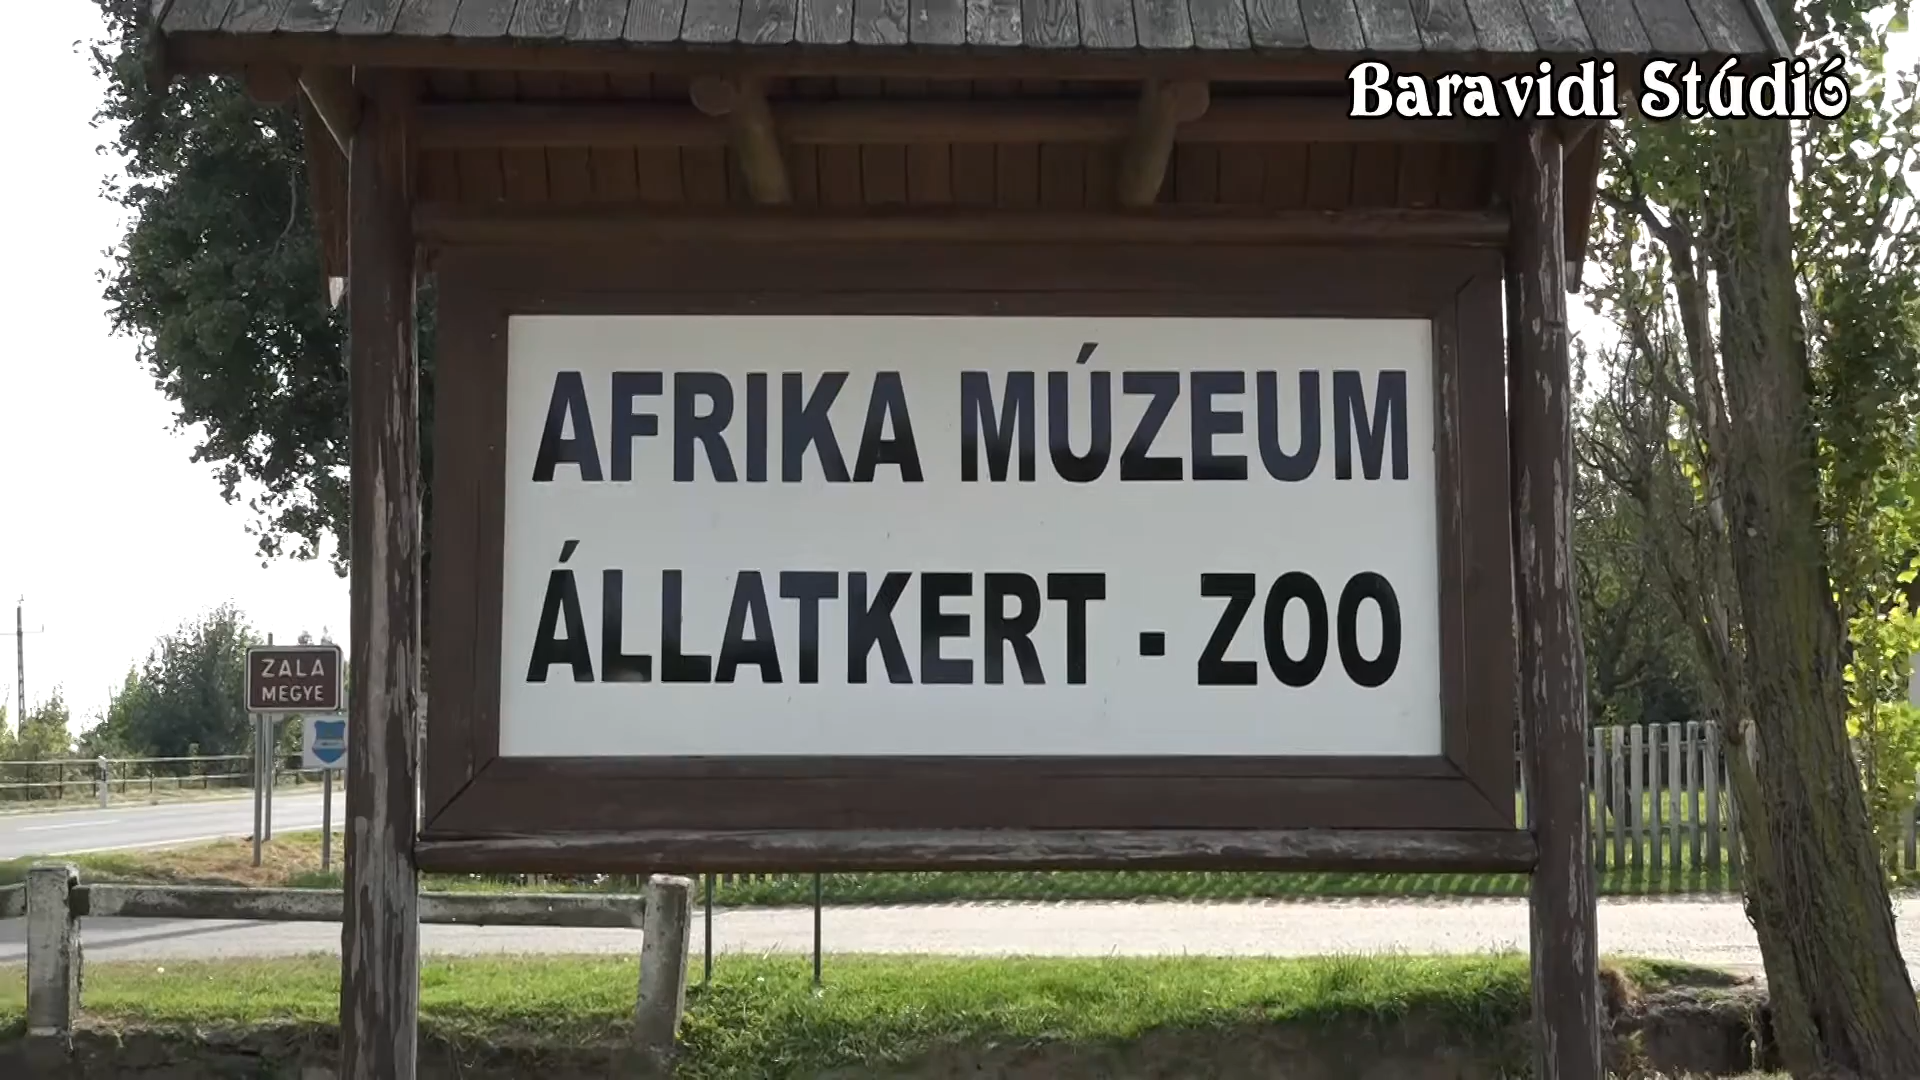 Baravidi Stúdió
AFRIKA MÚZEUM
ÁLLATKERT - ZOO
ZALA
MEGYE